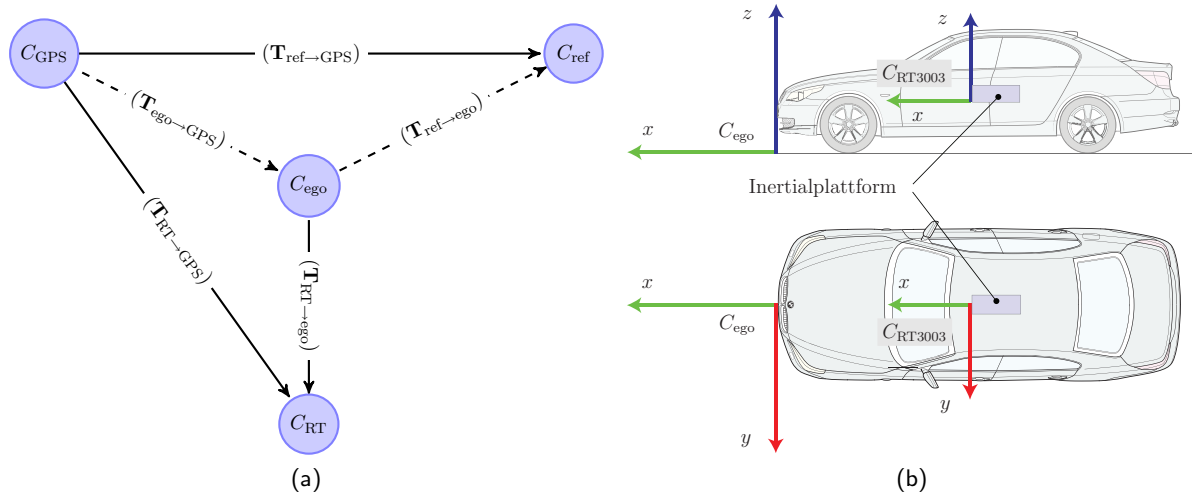 C_GPS
(T_ref→GPS)
C_ref
(T_ego→GPS)
(T_ref→ego)
C_ego
(T_RT→GPS)
(T_RT→ego)
C_RT
(a)
z
z
C_RT3003
x
x
C_ego
Inertialplattform
x
x
C_ego
C_RT3003
y
y
(b)